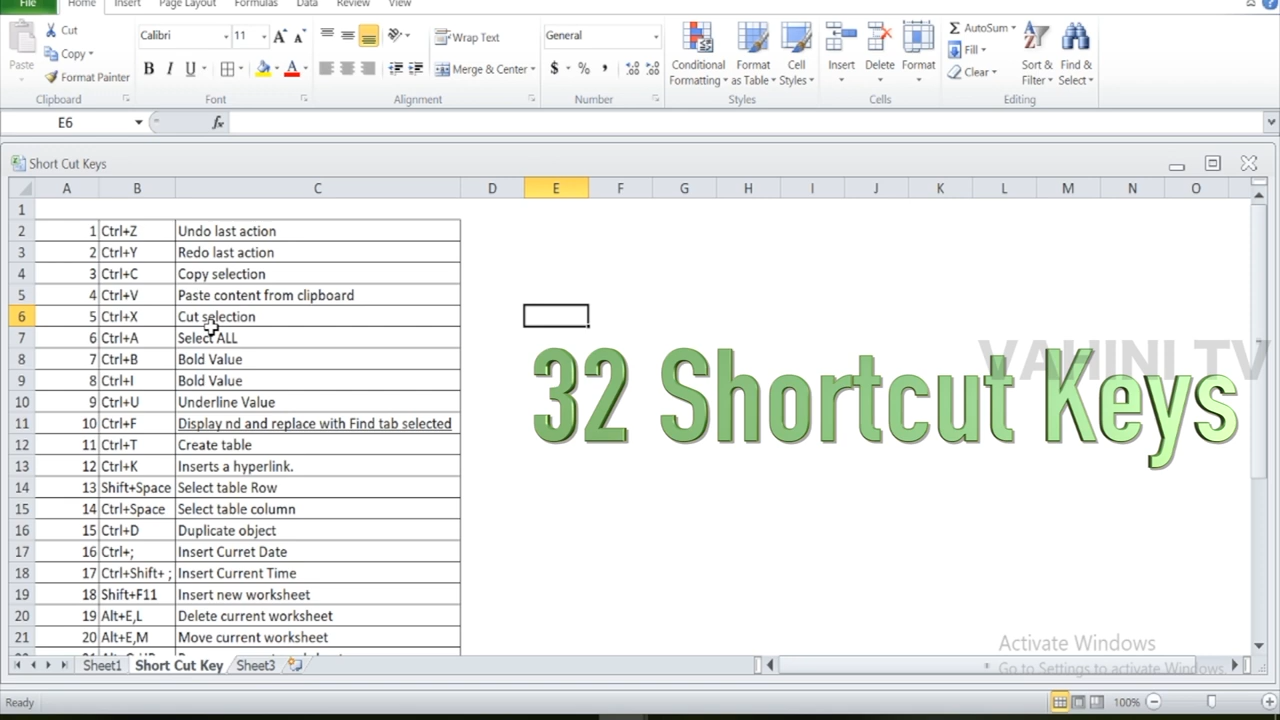 File Home Insert Page Layout Formulas Data Review View
Cut
Copy
Format Painter
Paste
Clipboard
Calibri 11
B I U
Font
Wrap Text
Merge & Center
Alignment
General
$ % ,
Number
Conditional Formatting
Format as Table
Cell Styles
Styles
Insert Delete Format
Cells
Σ AutoSum
Fill
Clear
Sort & Filter
Find & Select
Editing
E6 fx
Short Cut Keys
A B C D E F G H I J K L M N O
1
2 1 Ctrl+Z Undo last action
3 2 Ctrl+Y Redo last action
4 3 Ctrl+C Copy selection
5 4 Ctrl+V Paste content from clipboard
6 5 Ctrl+X Cut selection
7 6 Ctrl+A Select ALL
8 7 Ctrl+B Bold Value
9 8 Ctrl+I Bold Value
10 9 Ctrl+U Underline Value
11 10 Ctrl+F Display nd and replace with Find tab selected
12 11 Ctrl+T Create table
13 12 Ctrl+K Inserts a hyperlink.
14 13 Shift+Space Select table Row
15 14 Ctrl+Space Select table column
16 15 Ctrl+D Duplicate object
17 16 Ctrl+; Insert Curret Date
18 17 Ctrl+Shift+ ; Insert Current Time
19 18 Shift+F11 Insert new worksheet
20 19 Alt+E,L Delete current worksheet
21 20 Alt+E,M Move current worksheet
VAHINI TV
32 Shortcut Keys
Activate Windows
Go to Settings to activate Windows.
Sheet1 Short Cut Key Sheet3
Ready 100%